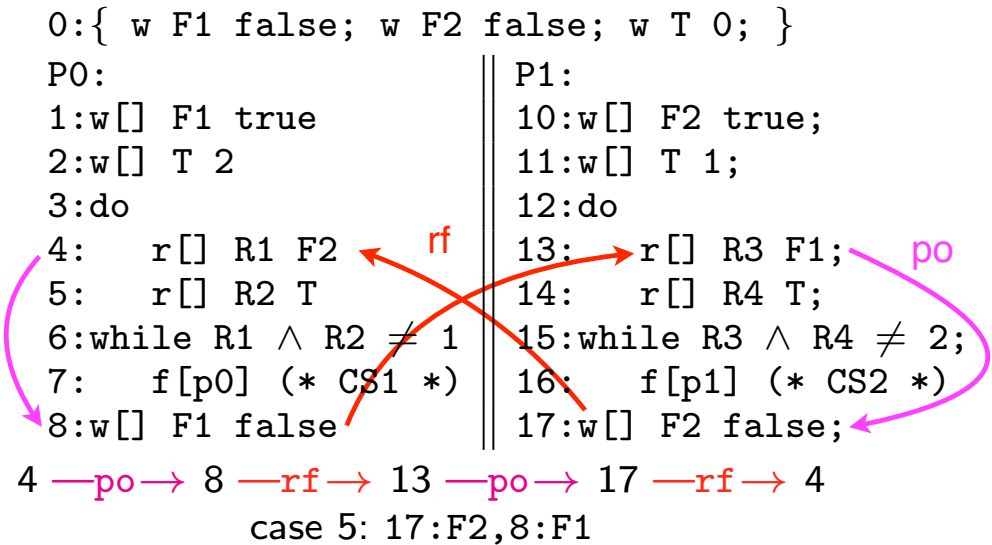 0:{ w F1 false; w F2 false; w T 0; }
P0:
1:w[] F1 true
2:w[] T 2
3:do
4: r[] R1 F2
5: r[] R2 T
6:while R1 ∧ R2 ≠ 1
7: f[p0] (* CS1 *)
8:w[] F1 false
rf
P1:
10:w[] F2 true;
11:w[] T 1;
12:do
13: r[] R3 F1;
14: r[] R4 T;
15:while R3 ∧ R4 ≠ 2;
16: f[p1] (* CS2 *)
17:w[] F2 false;
po
4 —po→ 8 —rf→ 13 —po→ 17 —rf→ 4
case 5: 17:F2,8:F1